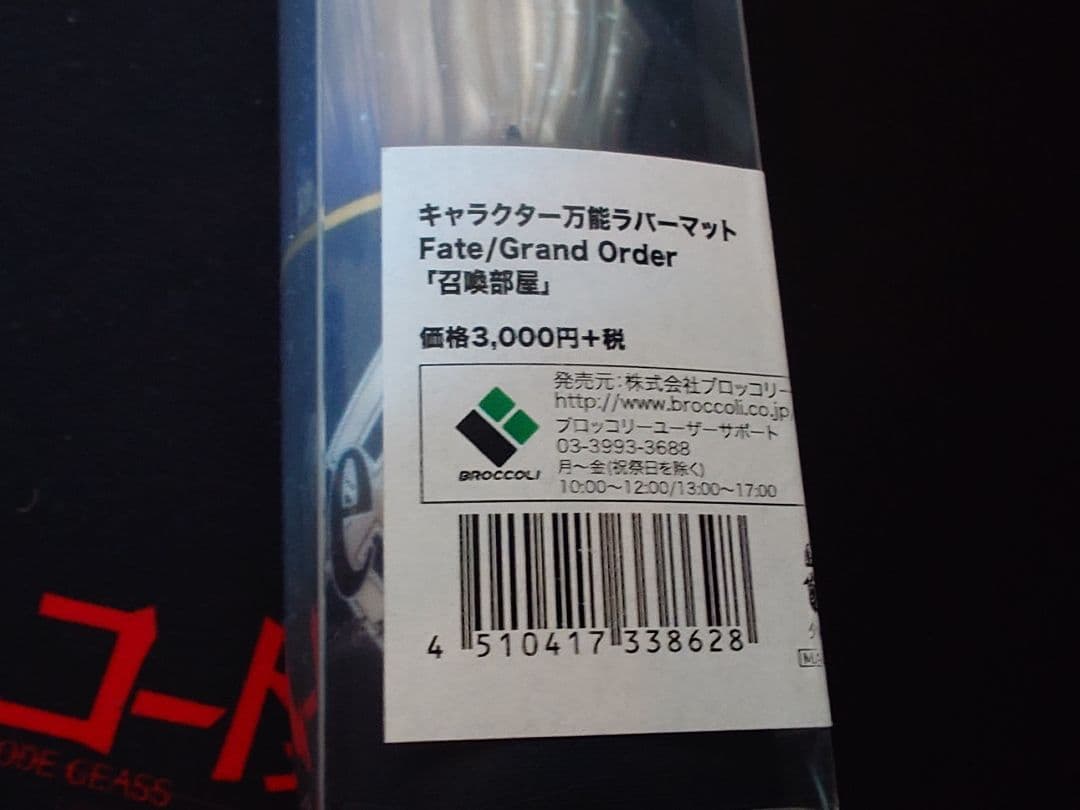 キャラクター万能ラバーマット
Fate/Grand Order
「召喚部屋」
価格3,000円+税
発売元:株式会社ブロッコリー
http://www.broccoli.co.jp
ブロッコリーユーザーサポート
03-3993-3688
月〜金(祝祭日を除く)
10:00〜12:00/13:00〜17:00
BROCCOLI
4 510417 338628
コード
ODE GEASS